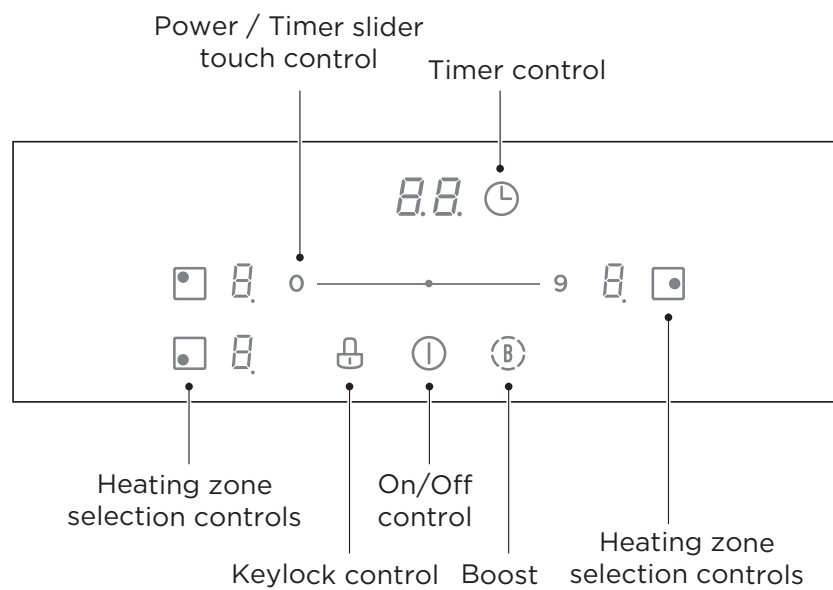 Power / Timer slider
touch control
Timer control
8.8.
8. 0 9 8.
8. B
Heating zone
selection controls
On/Off
control
Keylock control
Boost
Heating zone
selection controls